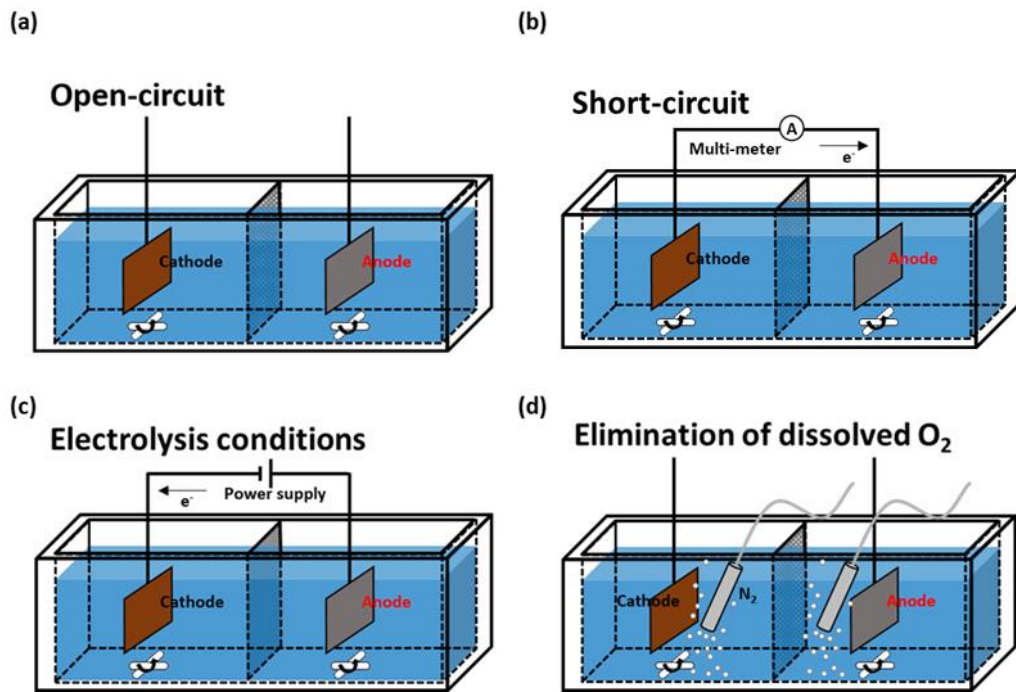 (a)
Open-circuit
Cathode
Anode
(b)
Short-circuit
A
Multi-meter
e-
Cathode
Anode
(c)
Electrolysis conditions
Power supply
e-
Cathode
Anode
(d)
Elimination of dissolved O₂
N₂
Cathode
Anode